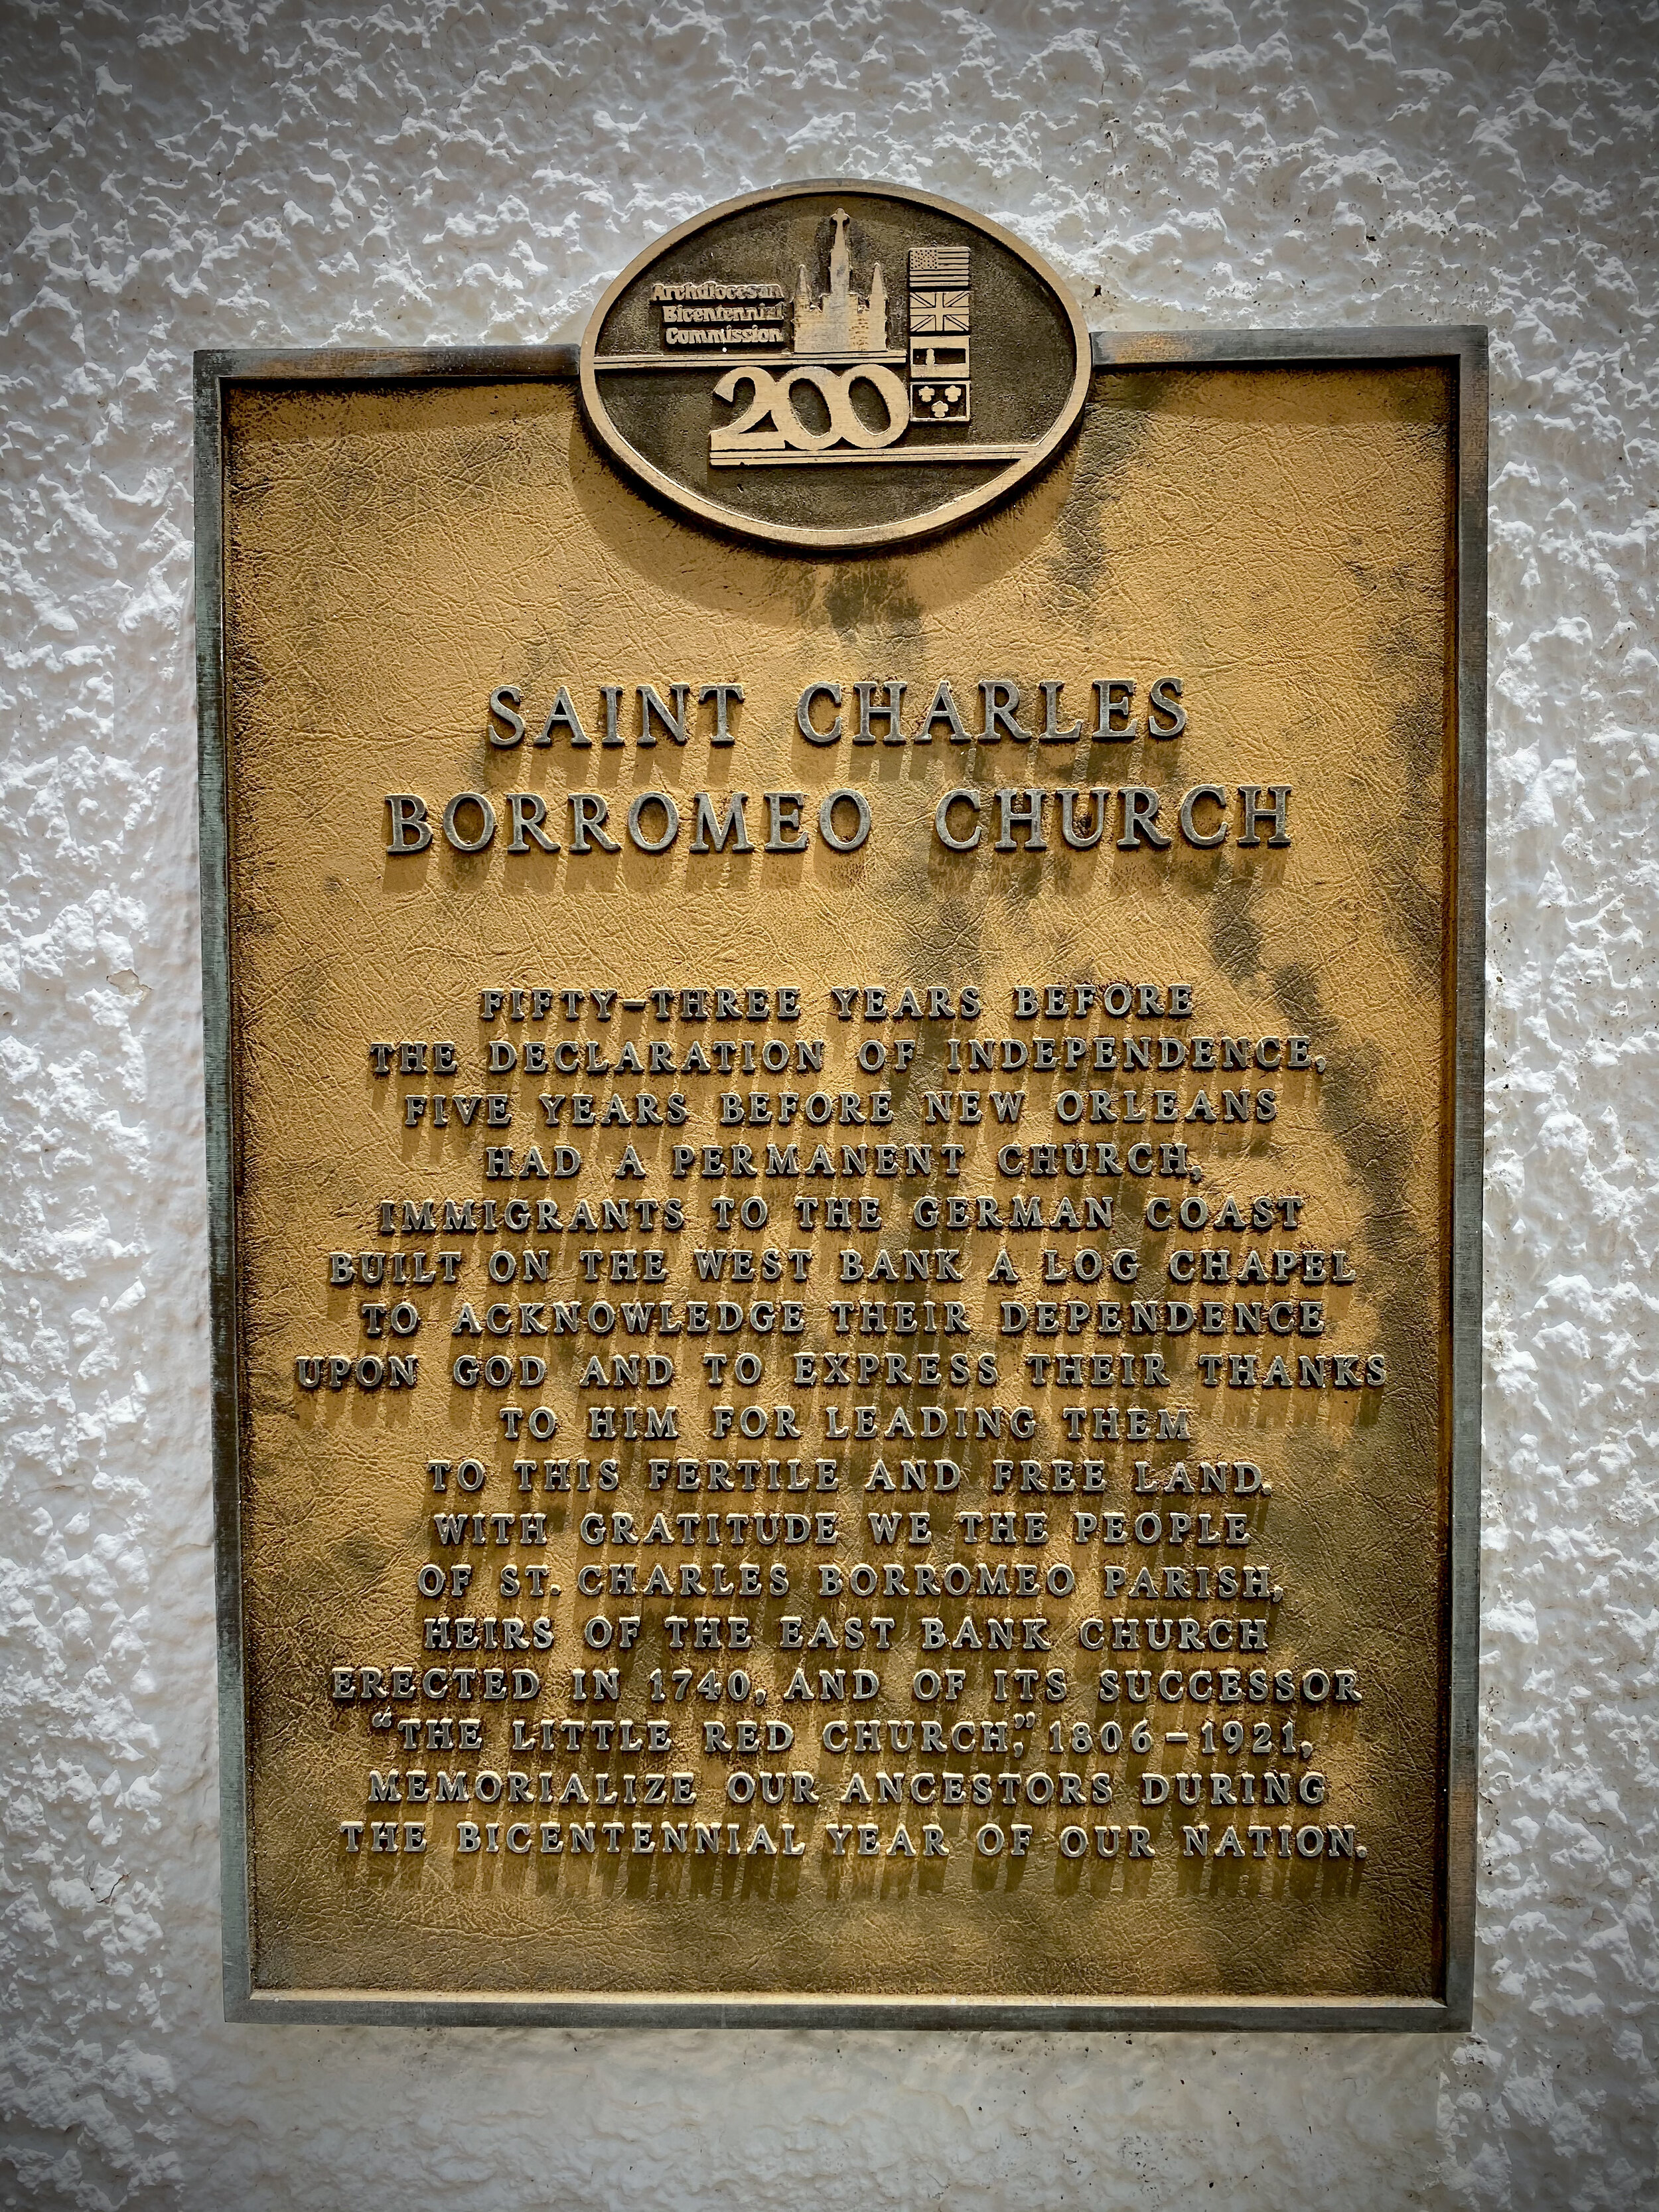 Archdiocesan
Bicentennial
Commission
200
SAINT CHARLES
BORROMEO CHURCH
FIFTY-THREE YEARS BEFORE
THE DECLARATION OF INDEPENDENCE,
FIVE YEARS BEFORE NEW ORLEANS
HAD A PERMANENT CHURCH,
IMMIGRANTS TO THE GERMAN COAST
BUILT ON THE WEST BANK A LOG CHAPEL
TO ACKNOWLEDGE THEIR DEPENDENCE
UPON GOD AND TO EXPRESS THEIR THANKS
TO HIM FOR LEADING THEM
TO THIS FERTILE AND FREE LAND.
WITH GRATITUDE WE THE PEOPLE
OF ST. CHARLES BORROMEO PARISH,
HEIRS OF THE EAST BANK CHURCH
ERECTED IN 1740, AND OF ITS SUCCESSOR
“THE LITTLE RED CHURCH,” 1806–1921,
MEMORIALIZE OUR ANCESTORS DURING
THE BICENTENNIAL YEAR OF OUR NATION.